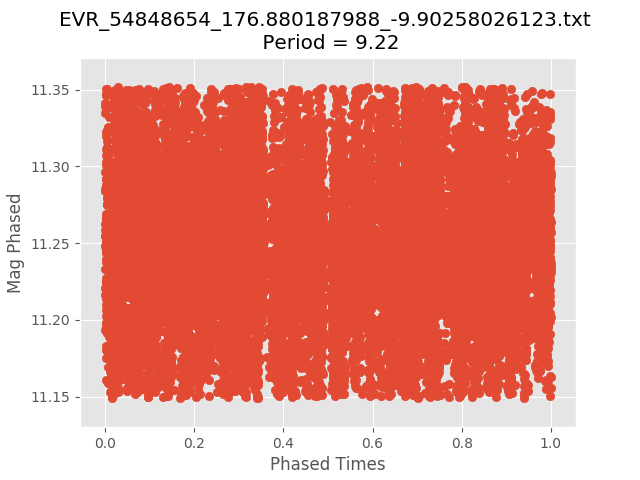 EVR_54848654_176.880187988_-9.90258026123.txt
Period = 9.22
Mag Phased
11.35
11.30
11.25
11.20
11.15
0.0 0.2 0.4 0.6 0.8 1.0
Phased Times